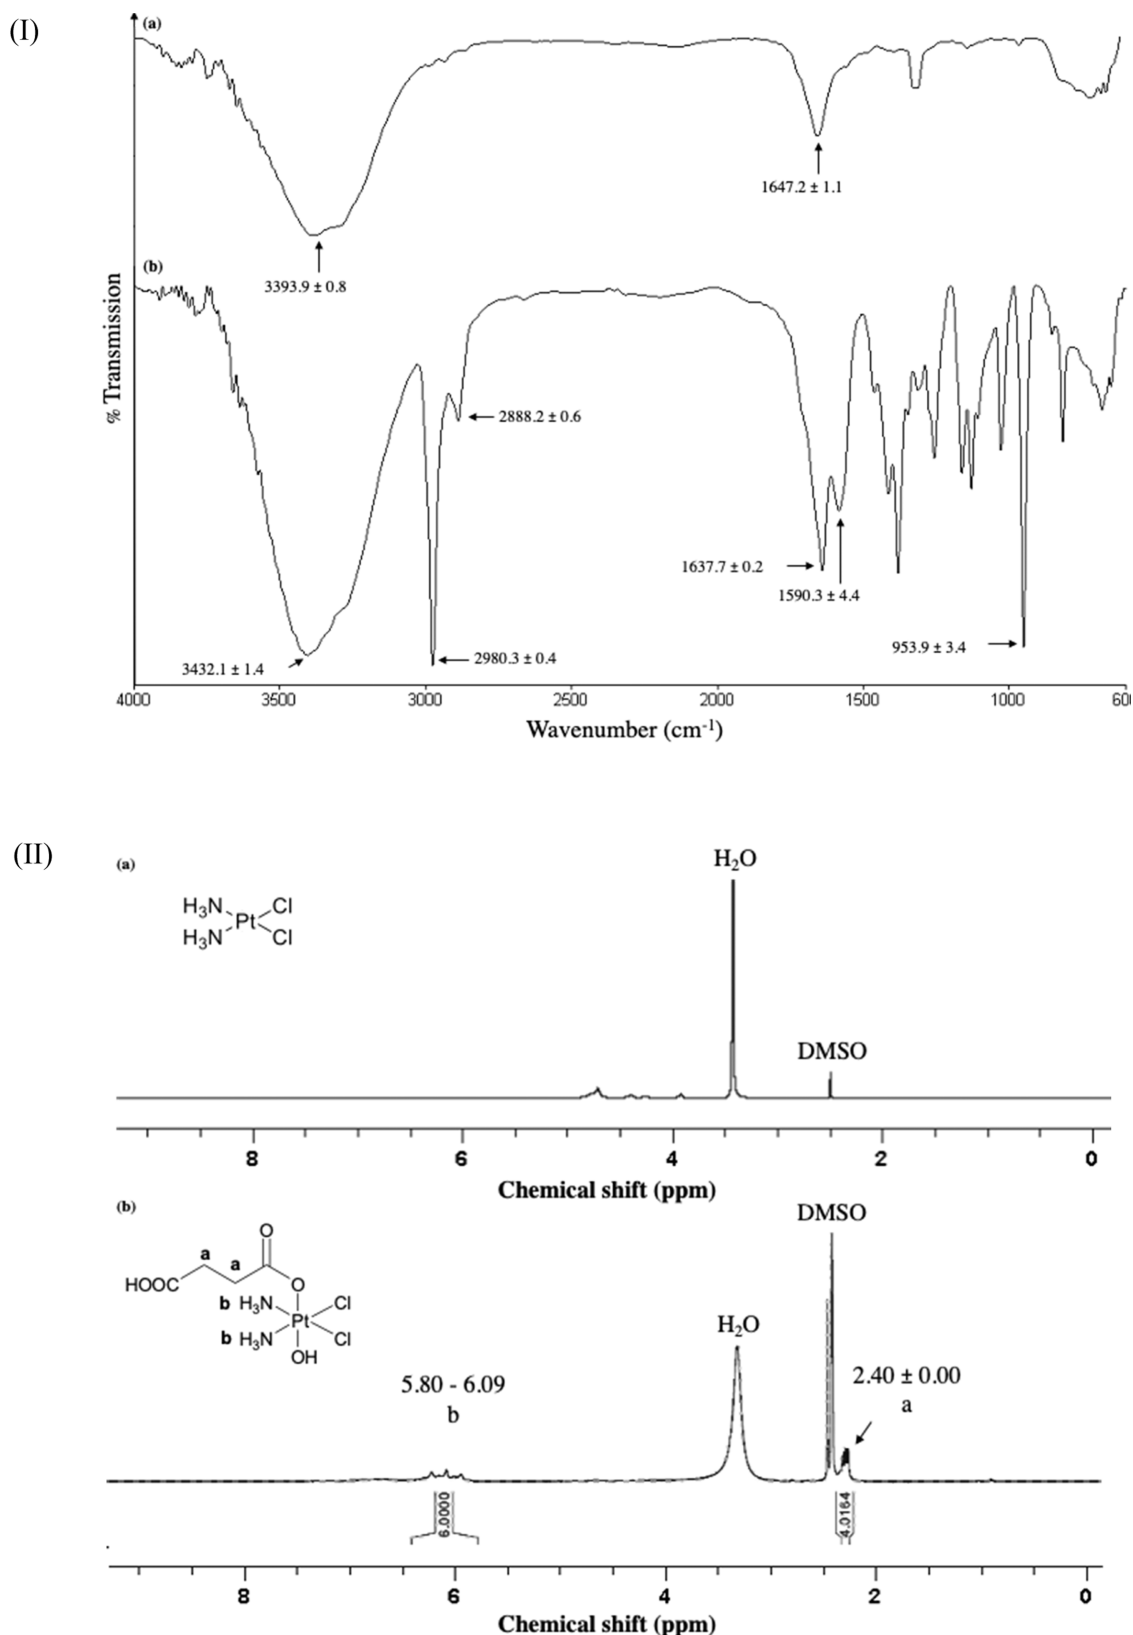 (I)
(a)
1647.2 ± 1.1
3393.9 ± 0.8
(b)
% Transmission
2888.2 ± 0.6
1637.7 ± 0.2
1590.3 ± 4.4
953.9 ± 3.4
2980.3 ± 0.4
3432.1 ± 1.4
4000 3500 3000 2500 2000 1500 1000 600
Wavenumber (cm-1)
(II)
(a)
H2O
H3N Pt Cl
H3N Cl
DMSO
8 6 4 2 0
Chemical shift (ppm)
(b)
DMSO
O
a
a
HOOC
O
b H3N Cl
Pt
b H3N Cl
OH
H2O
5.80 - 6.09
b
2.40 ± 0.00
a
6.0000
4.0164
8 6 4 2 0
Chemical shift (ppm)